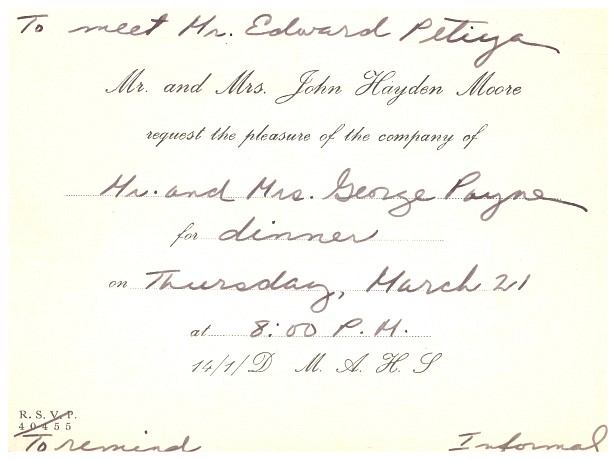 To meet Mr. Edward Petiya
Mr. and Mrs. John Hayden Moore
request the pleasure of the company of
Mr. and Mrs. George Payne
for dinner
on Thursday, March 21
at 8:00 P.M.
14/1/D M. A. H. S
R. S. V. P.
40455
To remind
Informal